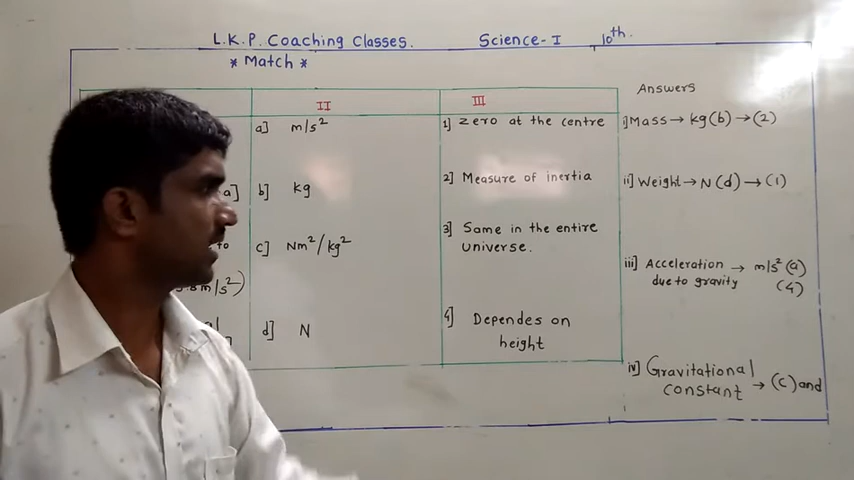 L.K.P. Coaching Classes. Science-I 10th.
* Match *
II III Answers
a] m/s²
b] kg
c] Nm²/kg²
d] N
1] Zero at the centre
2] Measure of inertia
3] Same in the entire
universe.
4] Dependes on
height
i] Mass → kg(b) → (2)
ii] Weight → N (d) → (1)
iii] Acceleration → m/s² (a)
due to gravity (4)
iv] Gravitational
constant → (c) and
a]
to
m/s²)